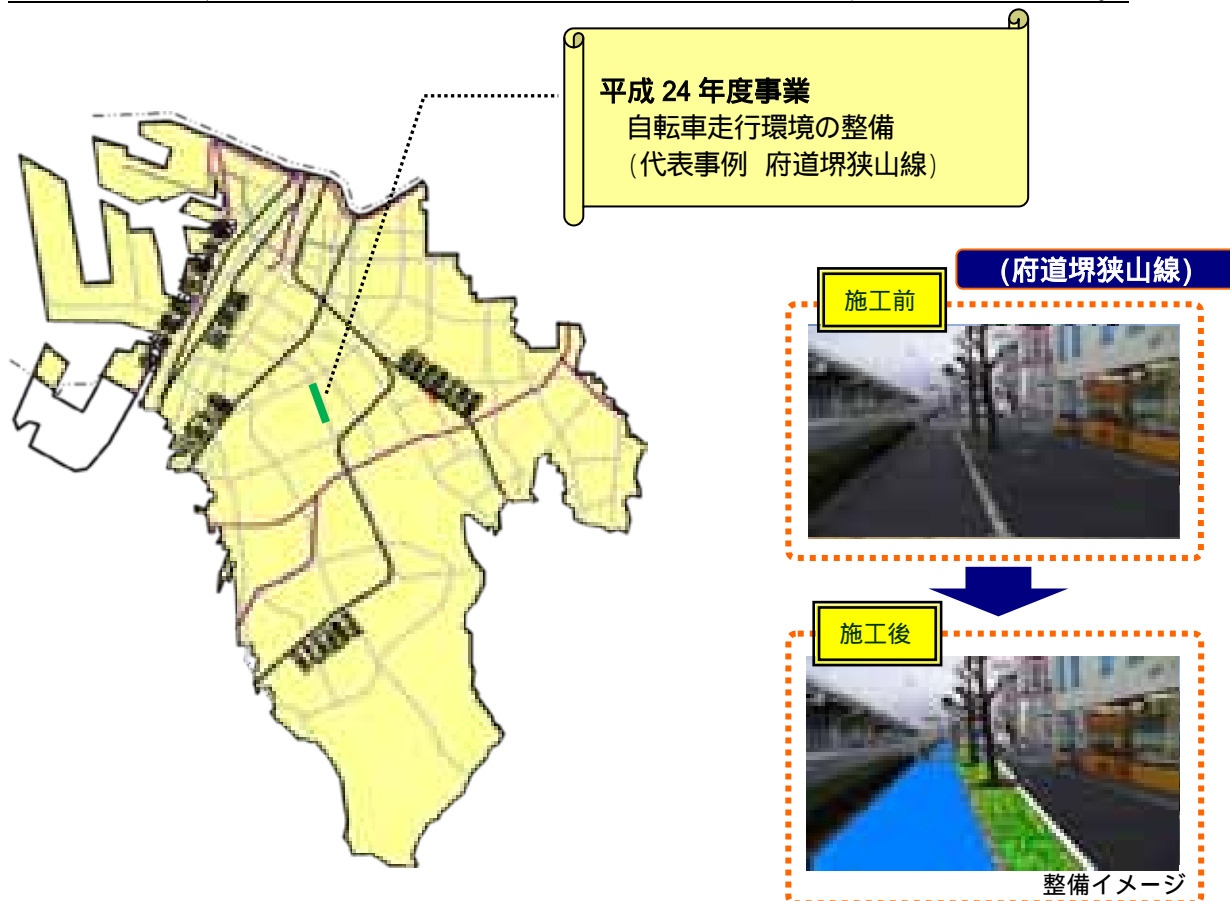 平成 24 年度事業
自転車走行環境の整備
(代表事例 府道堺狭山線)
(府道堺狭山線)
施工前
施工後
整備イメージ